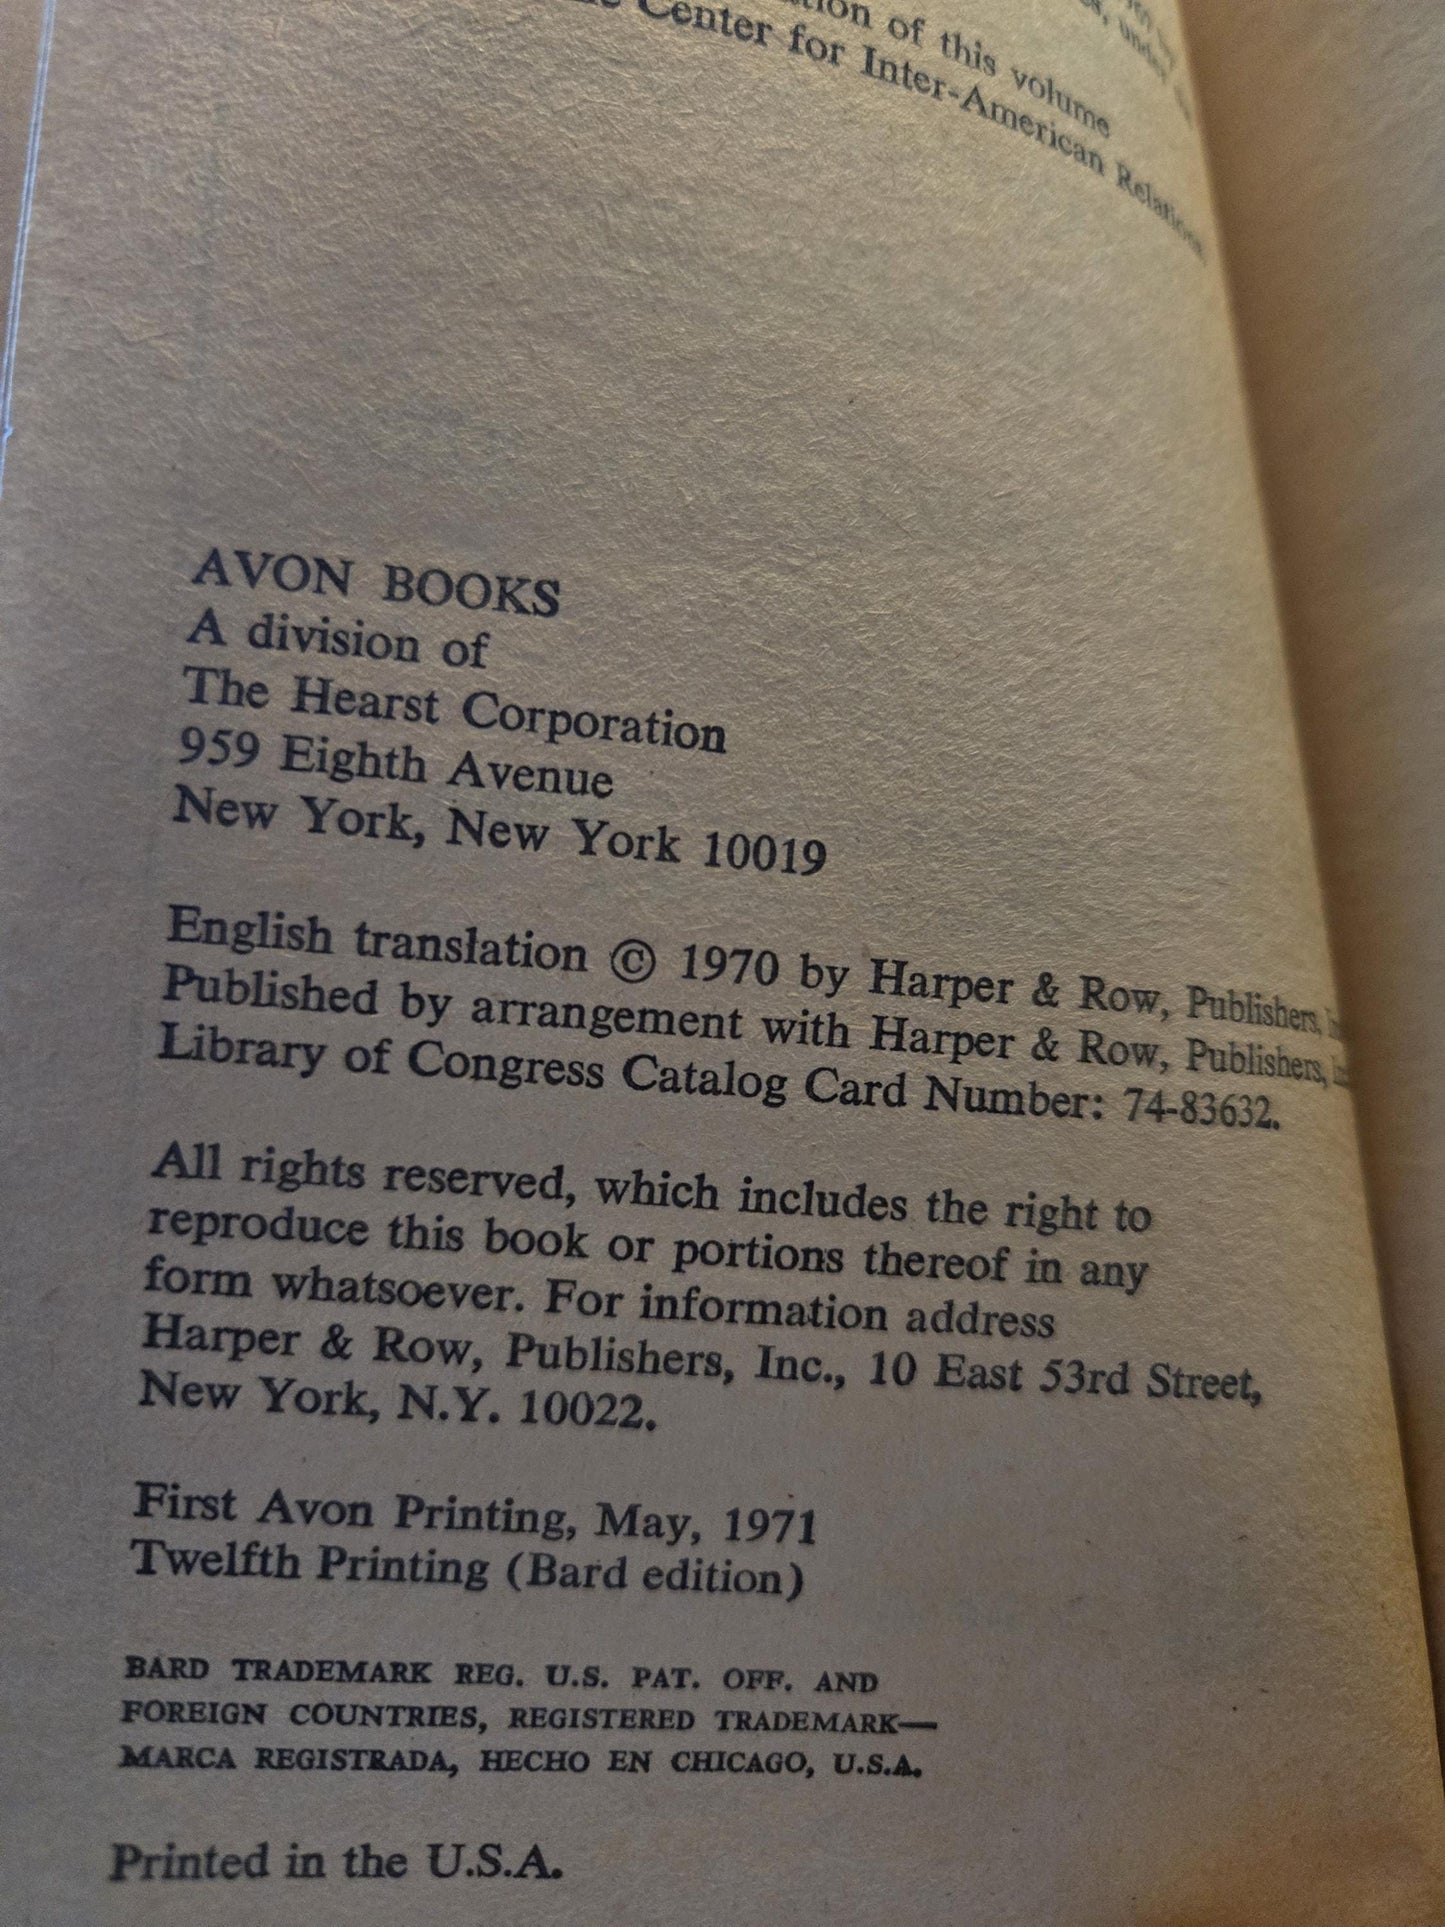 of this volume
Center for Inter-American Relations
AVON BOOKS
A division of
The Hearst Corporation
959 Eighth Avenue
New York, New York 10019
English translation © 1970 by Harper & Row, Publishers,
Published by arrangement with Harper & Row, Publishers,
Library of Congress Catalog Card Number: 74-83632.
All rights reserved, which includes the right to
reproduce this book or portions thereof in any
form whatsoever. For information address
Harper & Row, Publishers, Inc., 10 East 53rd Street,
New York, N.Y. 10022.
First Avon Printing, May, 1971
Twelfth Printing (Bard edition)
BARD TRADEMARK REG. U.S. PAT. OFF. AND
FOREIGN COUNTRIES, REGISTERED TRADEMARK—
MARCA REGISTRADA, HECHO EN CHICAGO, U.S.A.
Printed in the U.S.A.